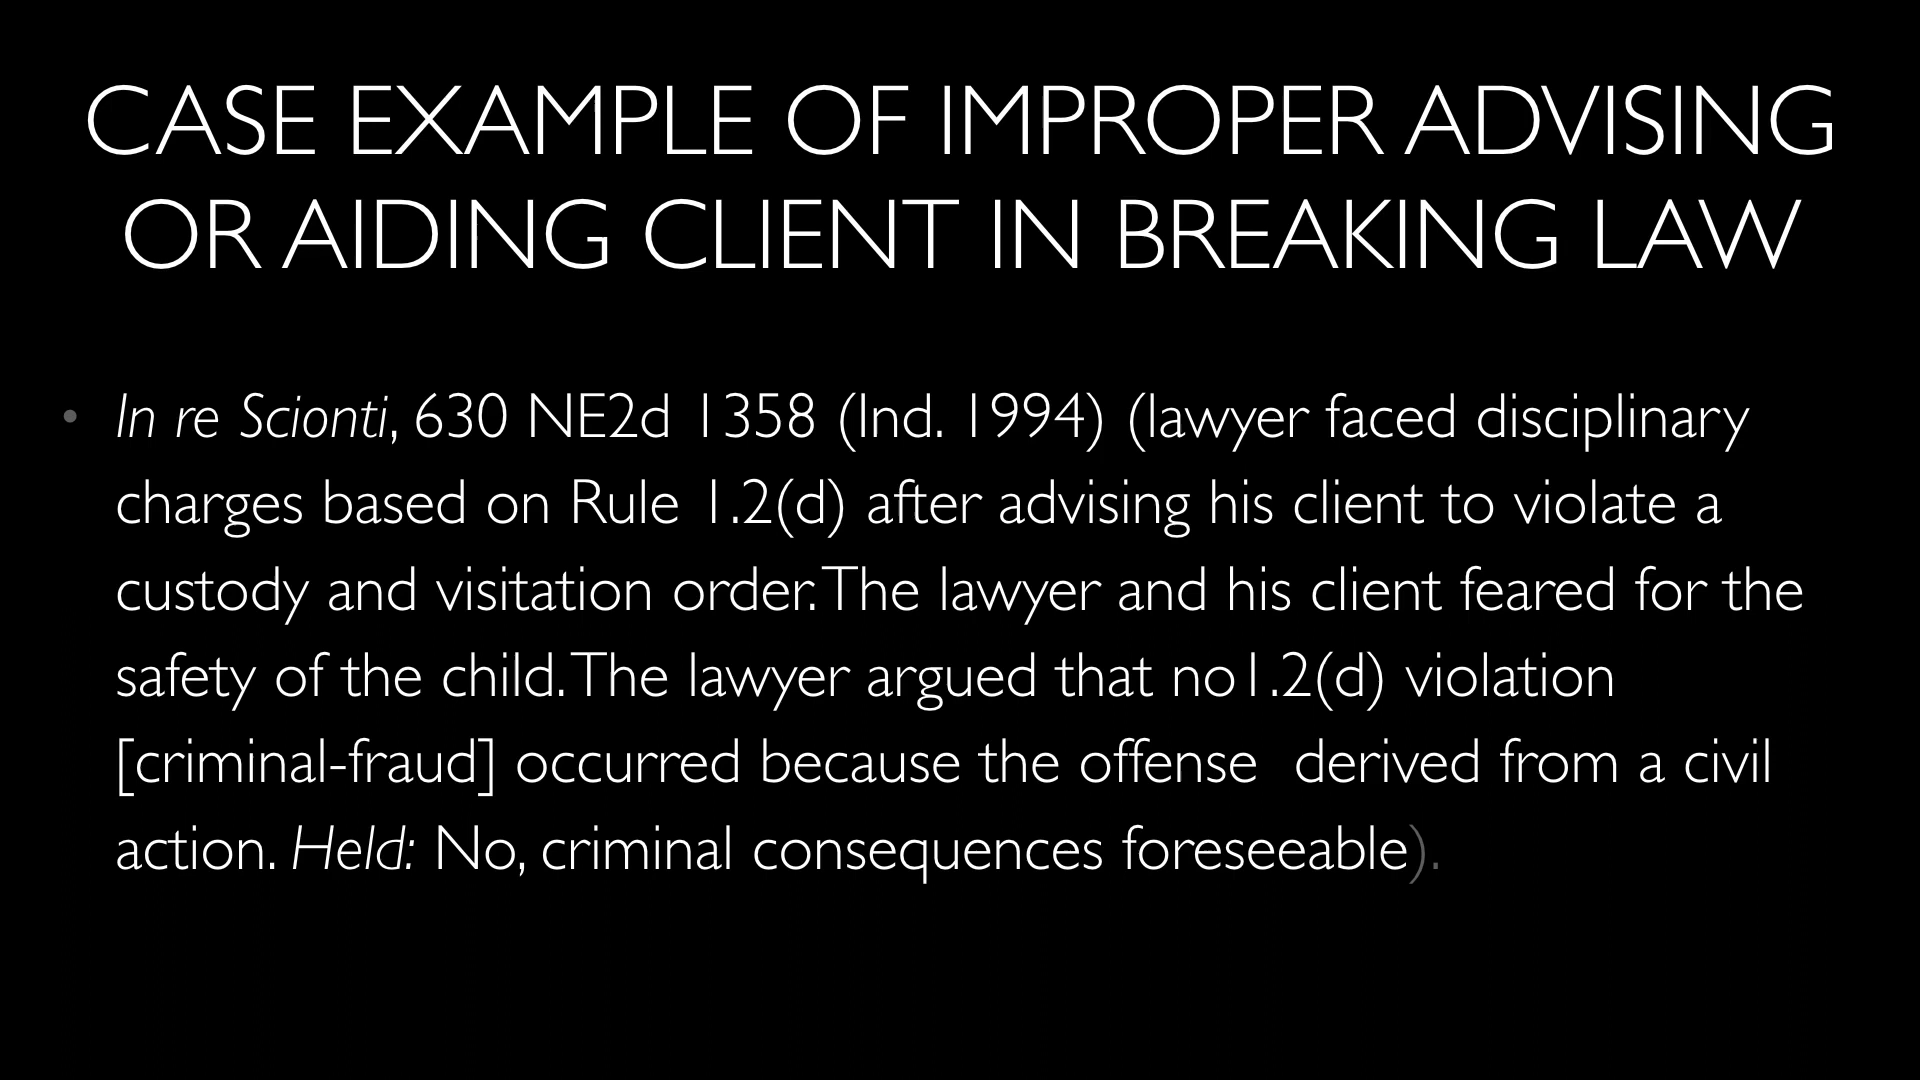 CASE EXAMPLE OF IMPROPER ADVISING
OR AIDING CLIENT IN BREAKING LAW
• In re Scionti, 630 NE2d 1358 (Ind. 1994) (lawyer faced disciplinary
charges based on Rule 1.2(d) after advising his client to violate a
custody and visitation order. The lawyer and his client feared for the
safety of the child. The lawyer argued that no1.2(d) violation
[criminal-fraud] occurred because the offense  derived from a civil
action. Held: No, criminal consequences foreseeable).